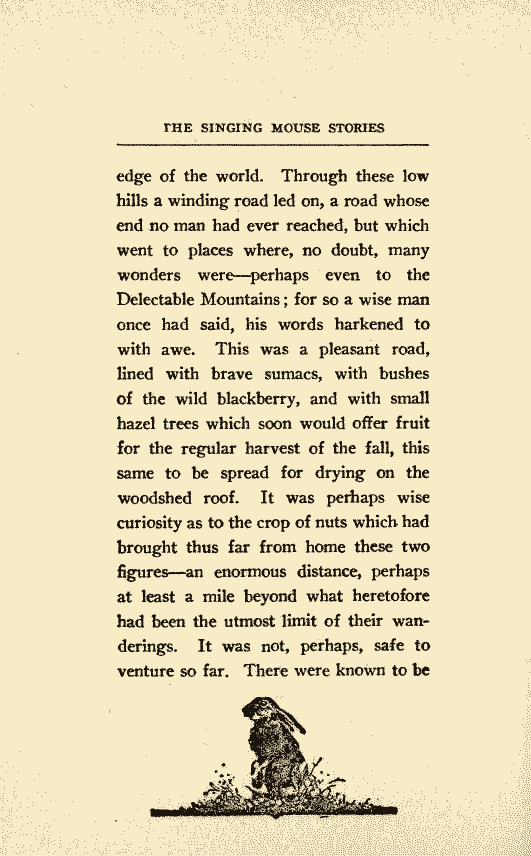 THE SINGING MOUSE STORIES
edge of the world. Through these low
hills a winding road led on, a road whose
end no man had ever reached, but which
went to places where, no doubt, many
wonders were—perhaps even to the
Delectable Mountains; for so a wise man
once had said, his words harkened to
with awe. This was a pleasant road,
lined with brave sumacs, with bushes
of the wild blackberry, and with small
hazel trees which soon would offer fruit
for the regular harvest of the fall, this
same to be spread for drying on the
woodshed roof. It was perhaps wise
curiosity as to the crop of nuts which had
brought thus far from home these two
figures—an enormous distance, perhaps
at least a mile beyond what heretofore
had been the utmost limit of their wan-
derings. It was not, perhaps, safe to
venture so far. There were known to be